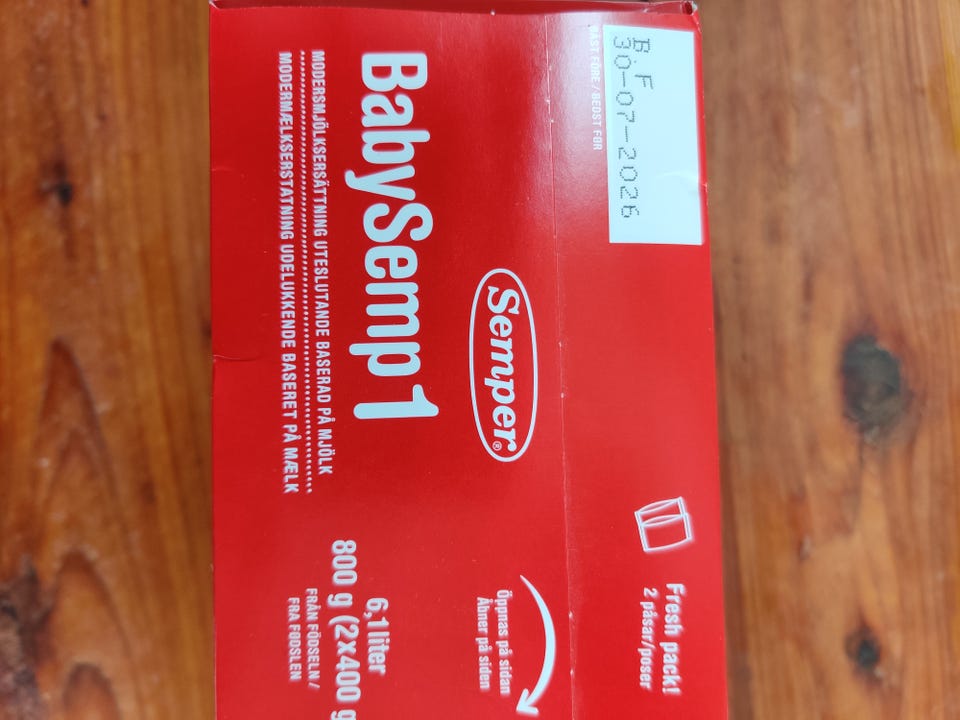 BÄST FÖRE / BEDST FØR
B.F
30-07-2026
Semper®
BabySemp1
MODERSMJÖLKSERSÄTTNING UTESLUTANDE BASERAD PÅ MJÖLK
MODERMÆLKSERSTATNING UDELUKKENDE BASERET PÅ MÆLK
Fresh pack!
2 påsar/poser
Öppnas på sidan
Åbner på siden
6,1 liter
800 g (2x400 g
FRÅN FÖDSELN /
FRA FØDSLEN